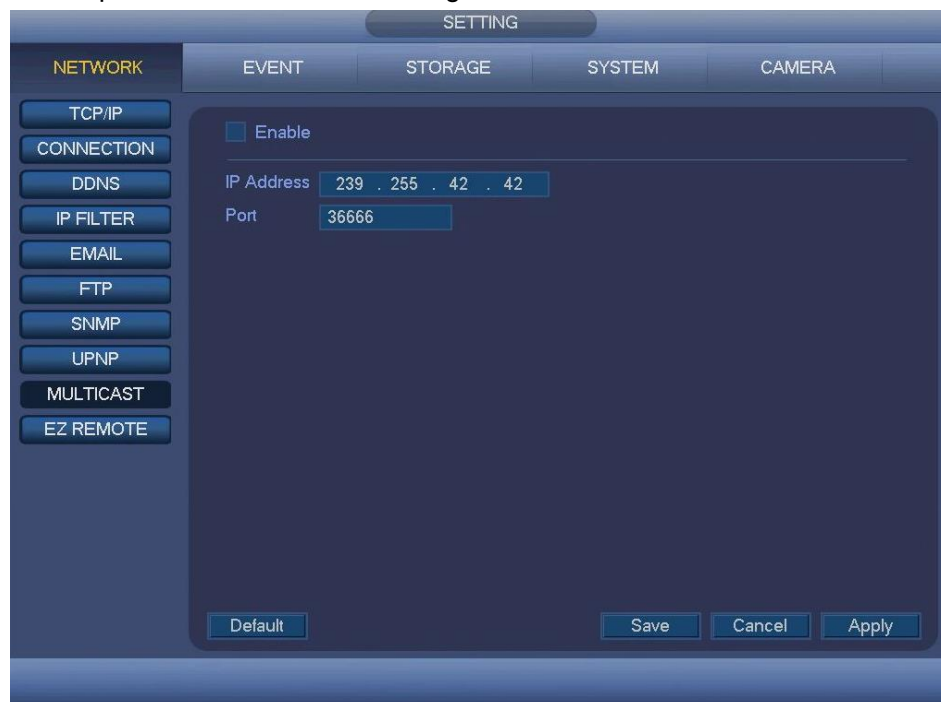 SETTING
NETWORK EVENT STORAGE SYSTEM CAMERA
TCP/IP
CONNECTION
DDNS
IP FILTER
EMAIL
FTP
SNMP
UPNP
MULTICAST
EZ REMOTE
Enable
IP Address 239 . 255 . 42 . 42
Port 36666
Default Save Cancel Apply